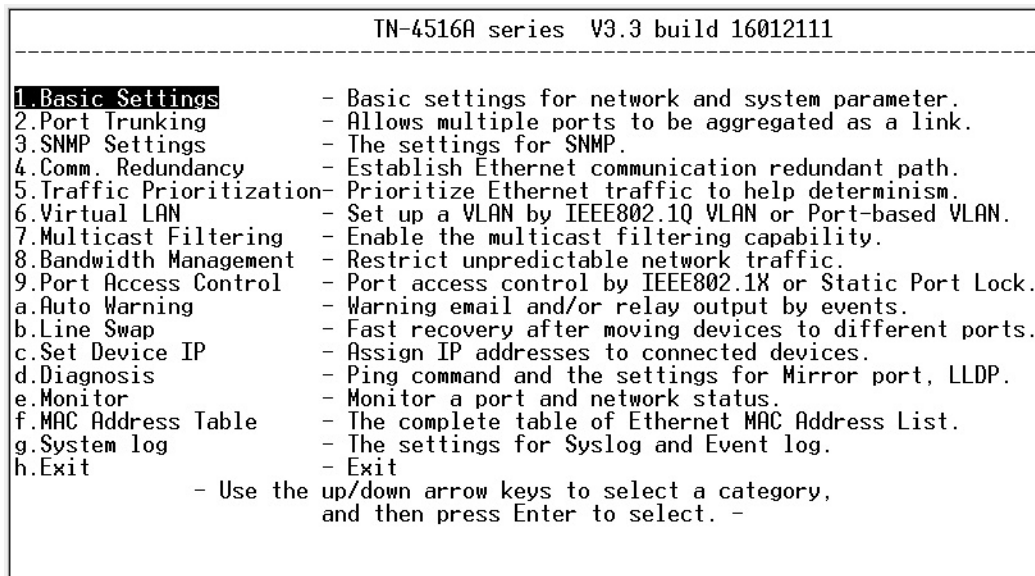 TN-4516A series V3.3 build 16012111
1.Basic Settings - Basic settings for network and system parameter.
2.Port Trunking - Allows multiple ports to be aggregated as a link.
3.SNMP Settings - The settings for SNMP.
4.Comm. Redundancy - Establish Ethernet communication redundant path.
5.Traffic Prioritization- Prioritize Ethernet traffic to help determinism.
6.Virtual LAN - Set up a VLAN by IEEE802.1Q VLAN or Port-based VLAN.
7.Multicast Filtering - Enable the multicast filtering capability.
8.Bandwidth Management - Restrict unpredictable network traffic.
9.Port Access Control - Port access control by IEEE802.1X or Static Port Lock.
a.Auto Warning - Warning email and/or relay output by events.
b.Line Swap - Fast recovery after moving devices to different ports.
c.Set Device IP - Assign IP addresses to connected devices.
d.Diagnosis - Ping command and the settings for Mirror port, LLDP.
e.Monitor - Monitor a port and network status.
f.MAC Address Table - The complete table of Ethernet MAC Address List.
g.System log - The settings for Syslog and Event log.
h.Exit - Exit
- Use the up/down arrow keys to select a category,
and then press Enter to select. -